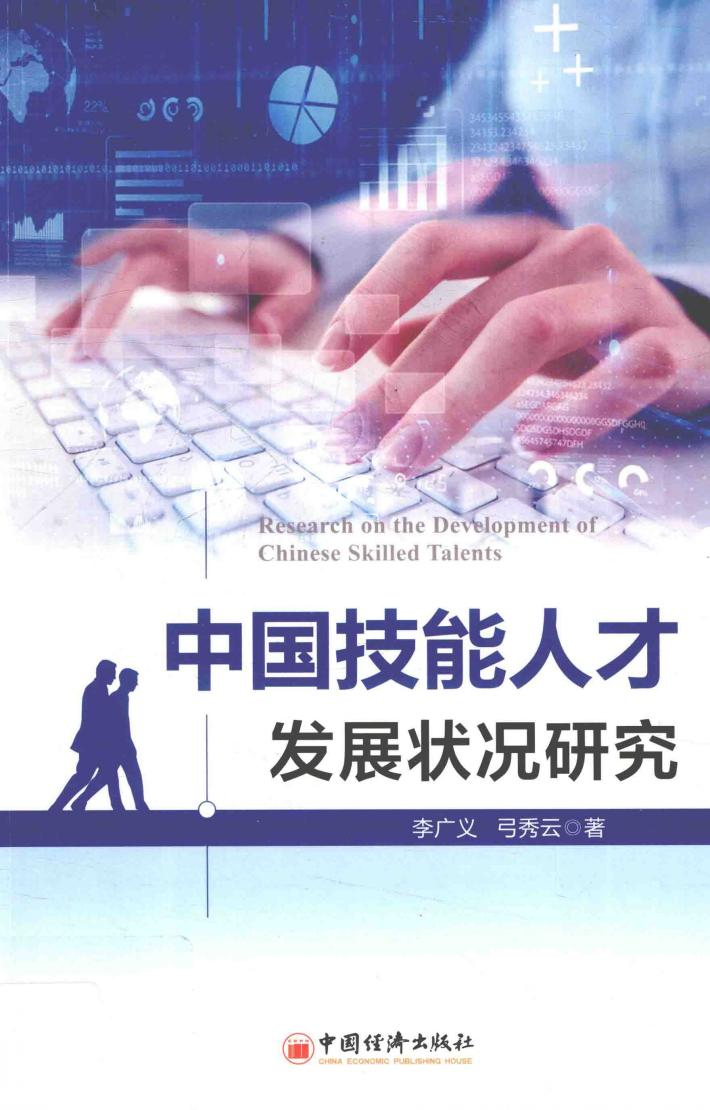 22%
Research on the Development of
Chinese Skilled Talents
中国技能人才
发展状况研究
李广义 弓秀云◎著
中国经济出版社
CHINA ECONOMIC PUBLISHING HOUSE